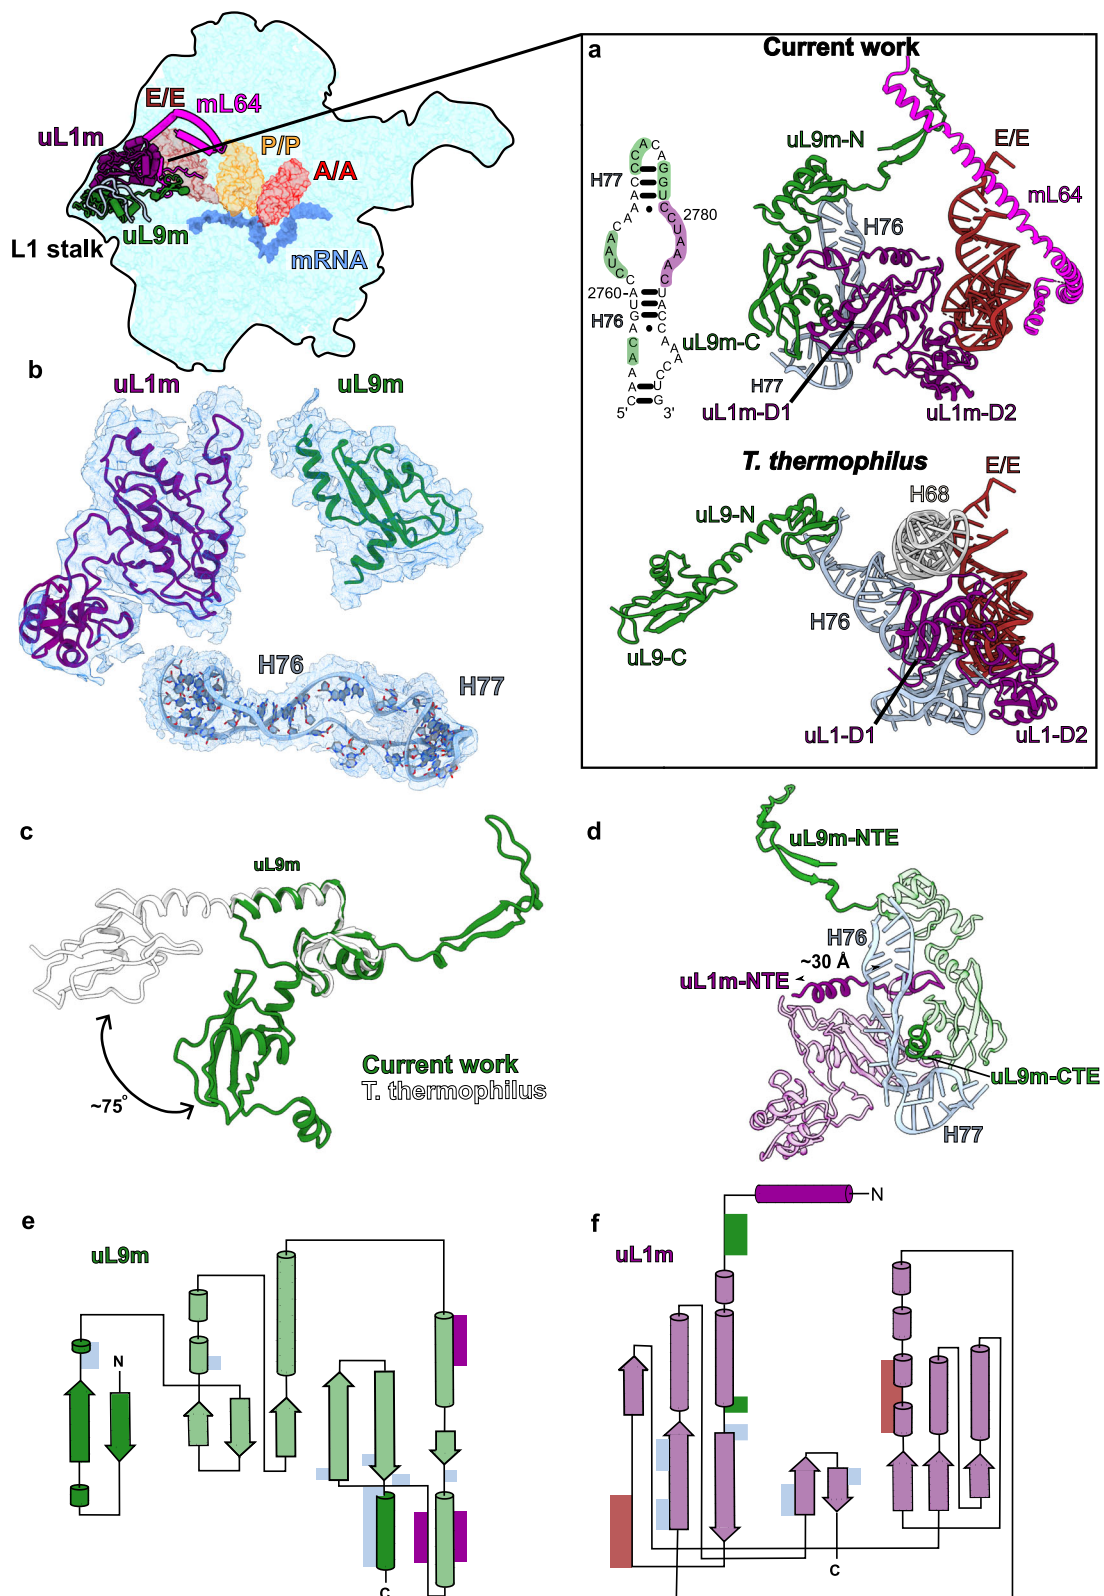 E/E
mL64
uL1m
P/P
A/A
uL9m
L1 stalk
mRNA
a
Current work
uL9m-N
E/E
mL64
H76
H77
2780
2760
H76
5'
3'
uL9m-C
H77
uL1m-D1
uL1m-D2
T. thermophilus
E/E
H68
uL9-N
H76
uL9-C
uL1-D1
uL1-D2
b
uL1m
uL9m
H76
H77
c
uL9m
Current work
T. thermophilus
~75°
d
uL9m-NTE
H76
~30 Å
uL1m-NTE
uL9m-CTE
H77
e
uL9m
N
C
f
uL1m
N
C